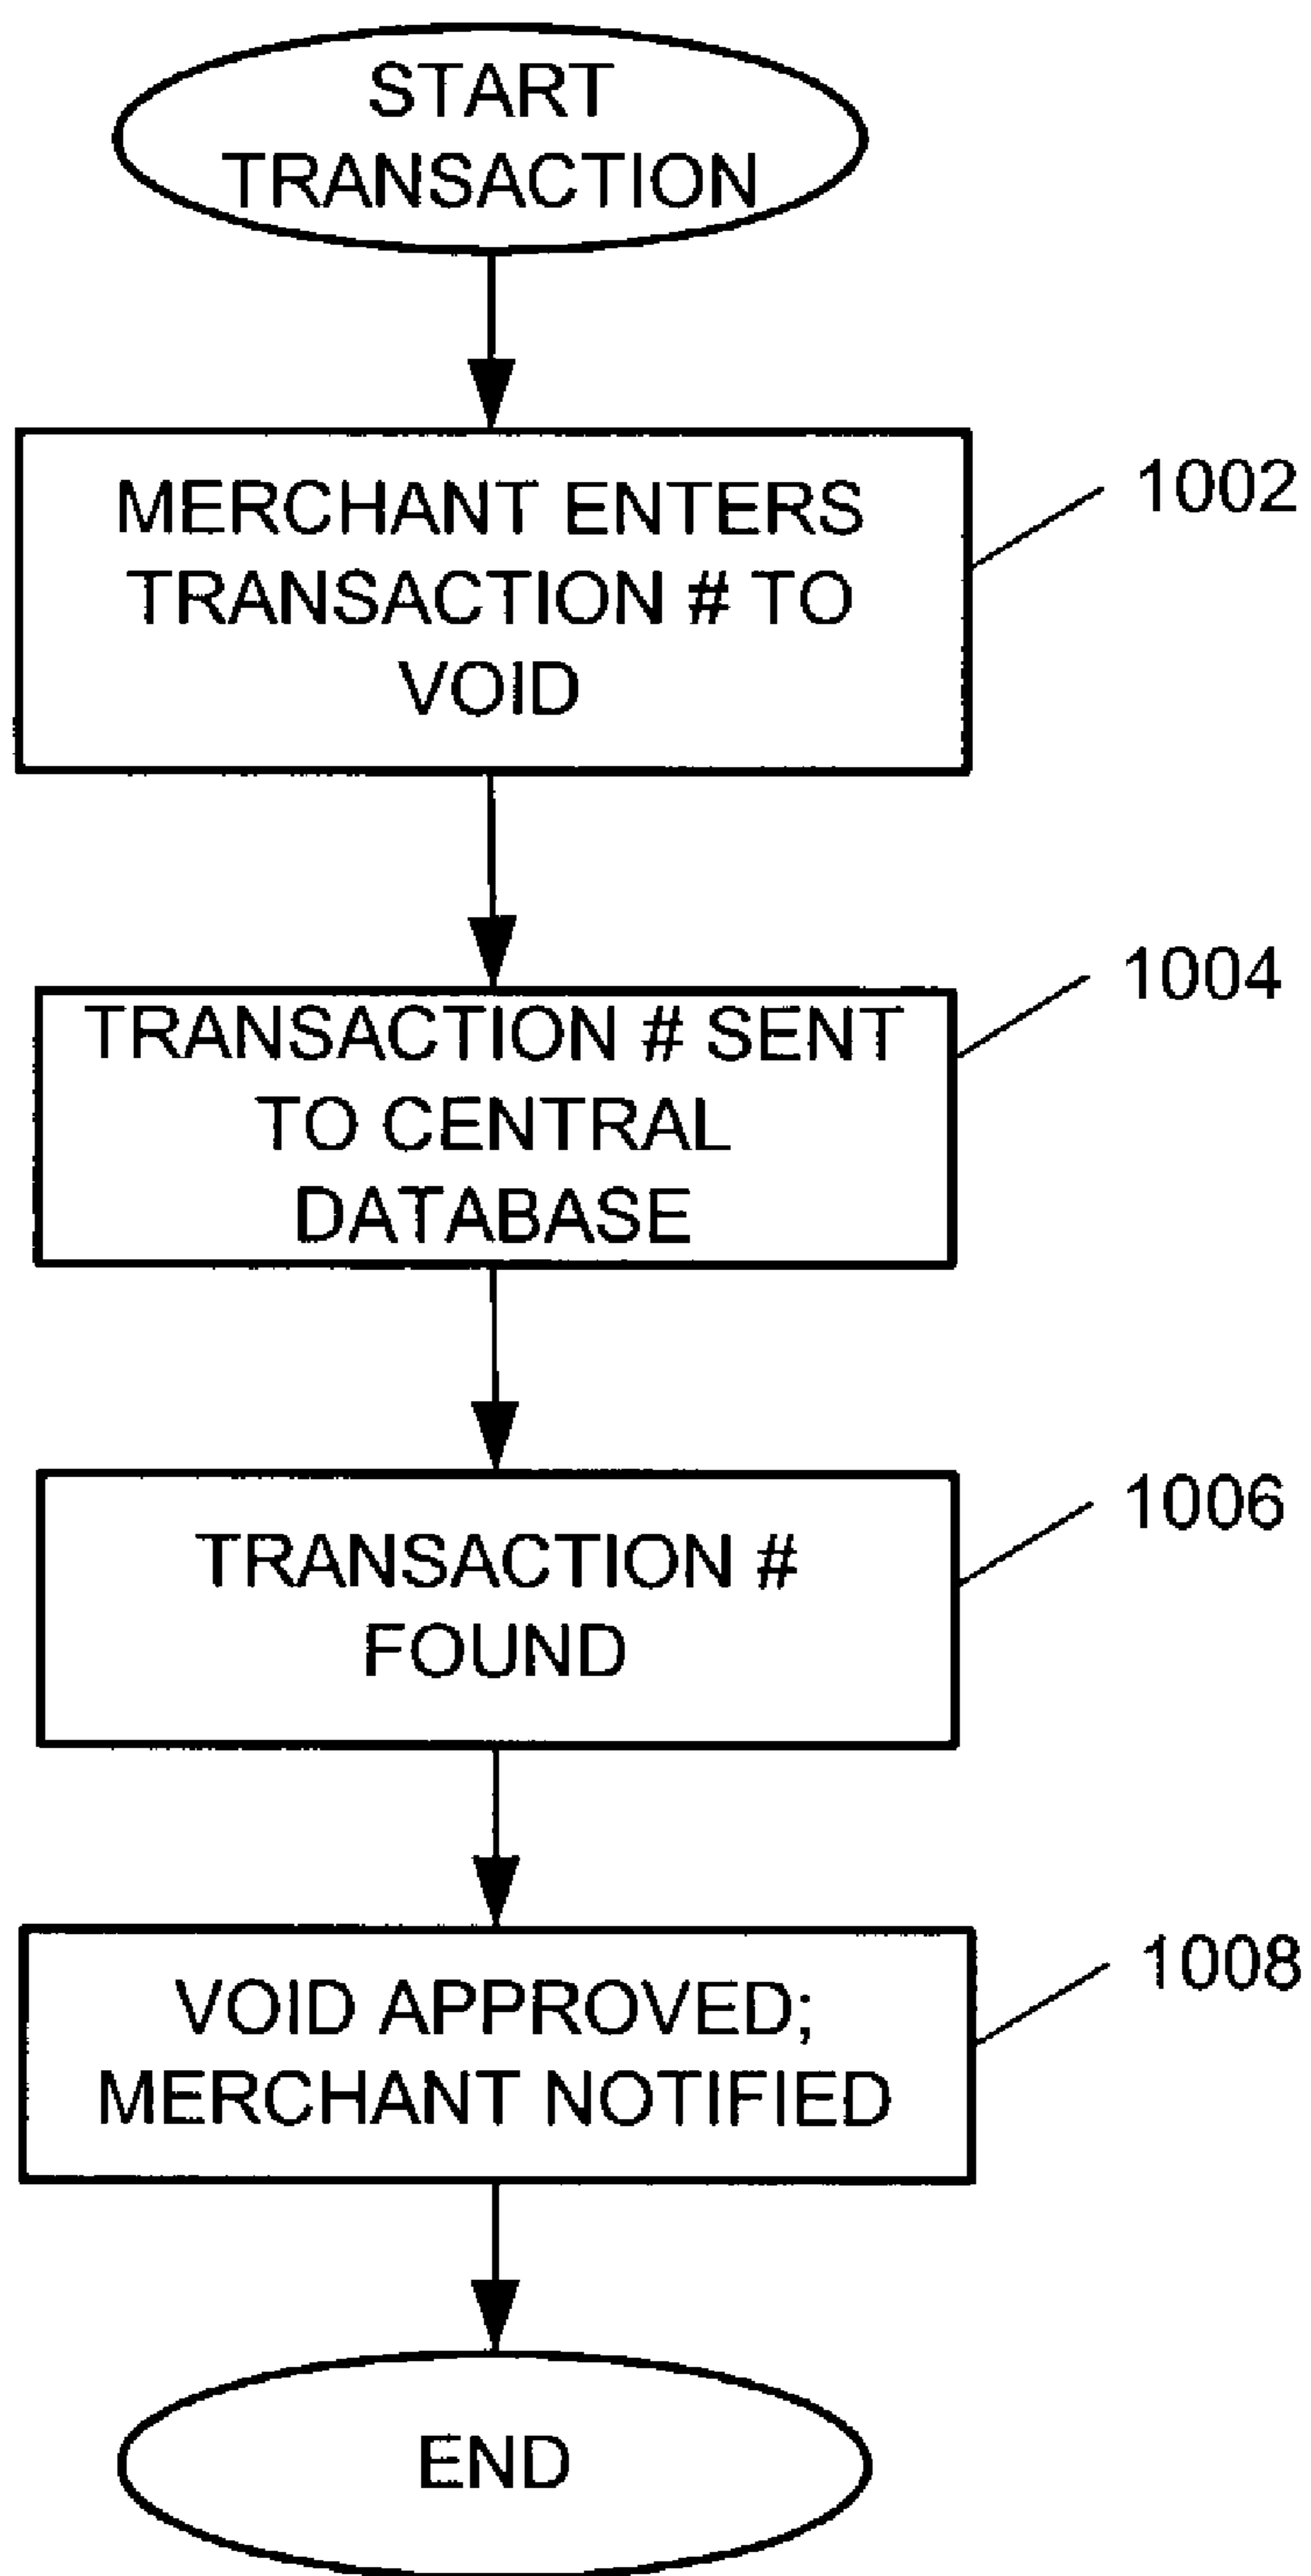 START
TRANSACTION
MERCHANT ENTERS
TRANSACTION # TO
VOID
1002
TRANSACTION # SENT
TO CENTRAL
DATABASE
1004
TRANSACTION #
FOUND
1006
VOID APPROVED;
MERCHANT NOTIFIED
1008
END